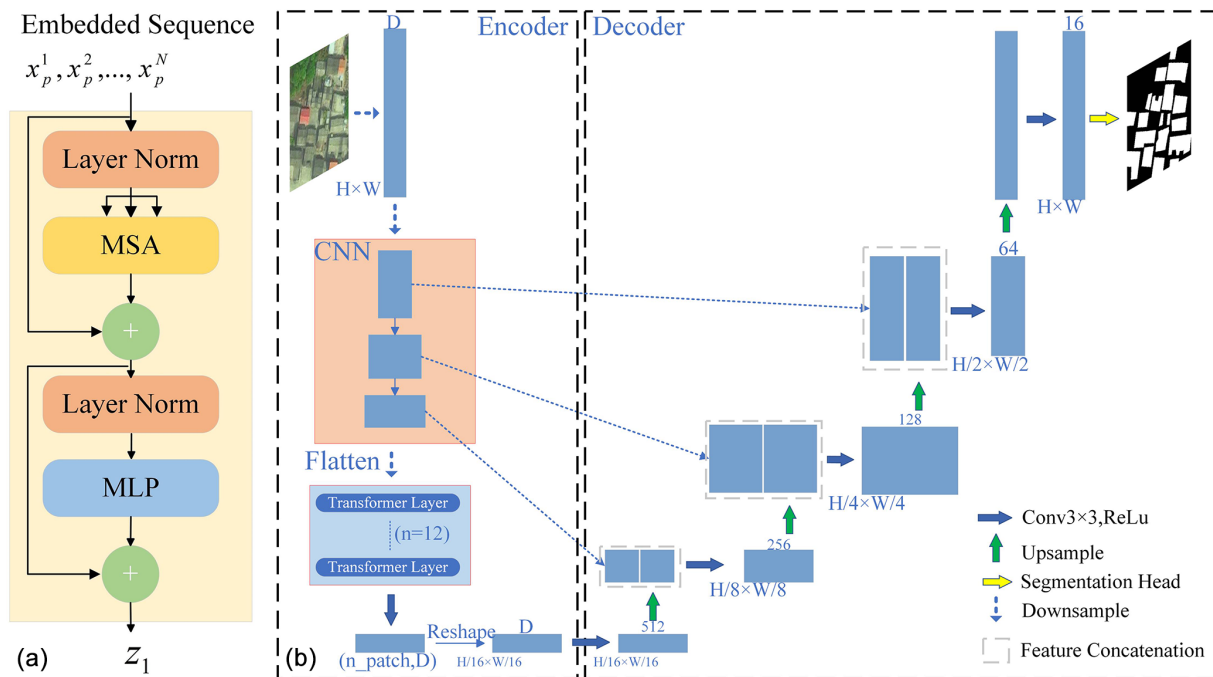 Embedded Sequence
x_p^1, x_p^2, ..., x_p^N
Layer Norm
MSA
+
Layer Norm
MLP
+
z_1
(a)
D
Encoder
H×W
CNN
Flatten
Transformer Layer
(n=12)
Transformer Layer
(n_patch,D)
Reshape
D
H/16×W/16
(b)
Decoder
16
H×W
64
H/2×W/2
128
H/4×W/4
256
H/8×W/8
512
H/16×W/16
Conv3×3,ReLu
Upsample
Segmentation Head
Downsample
Feature Concatenation